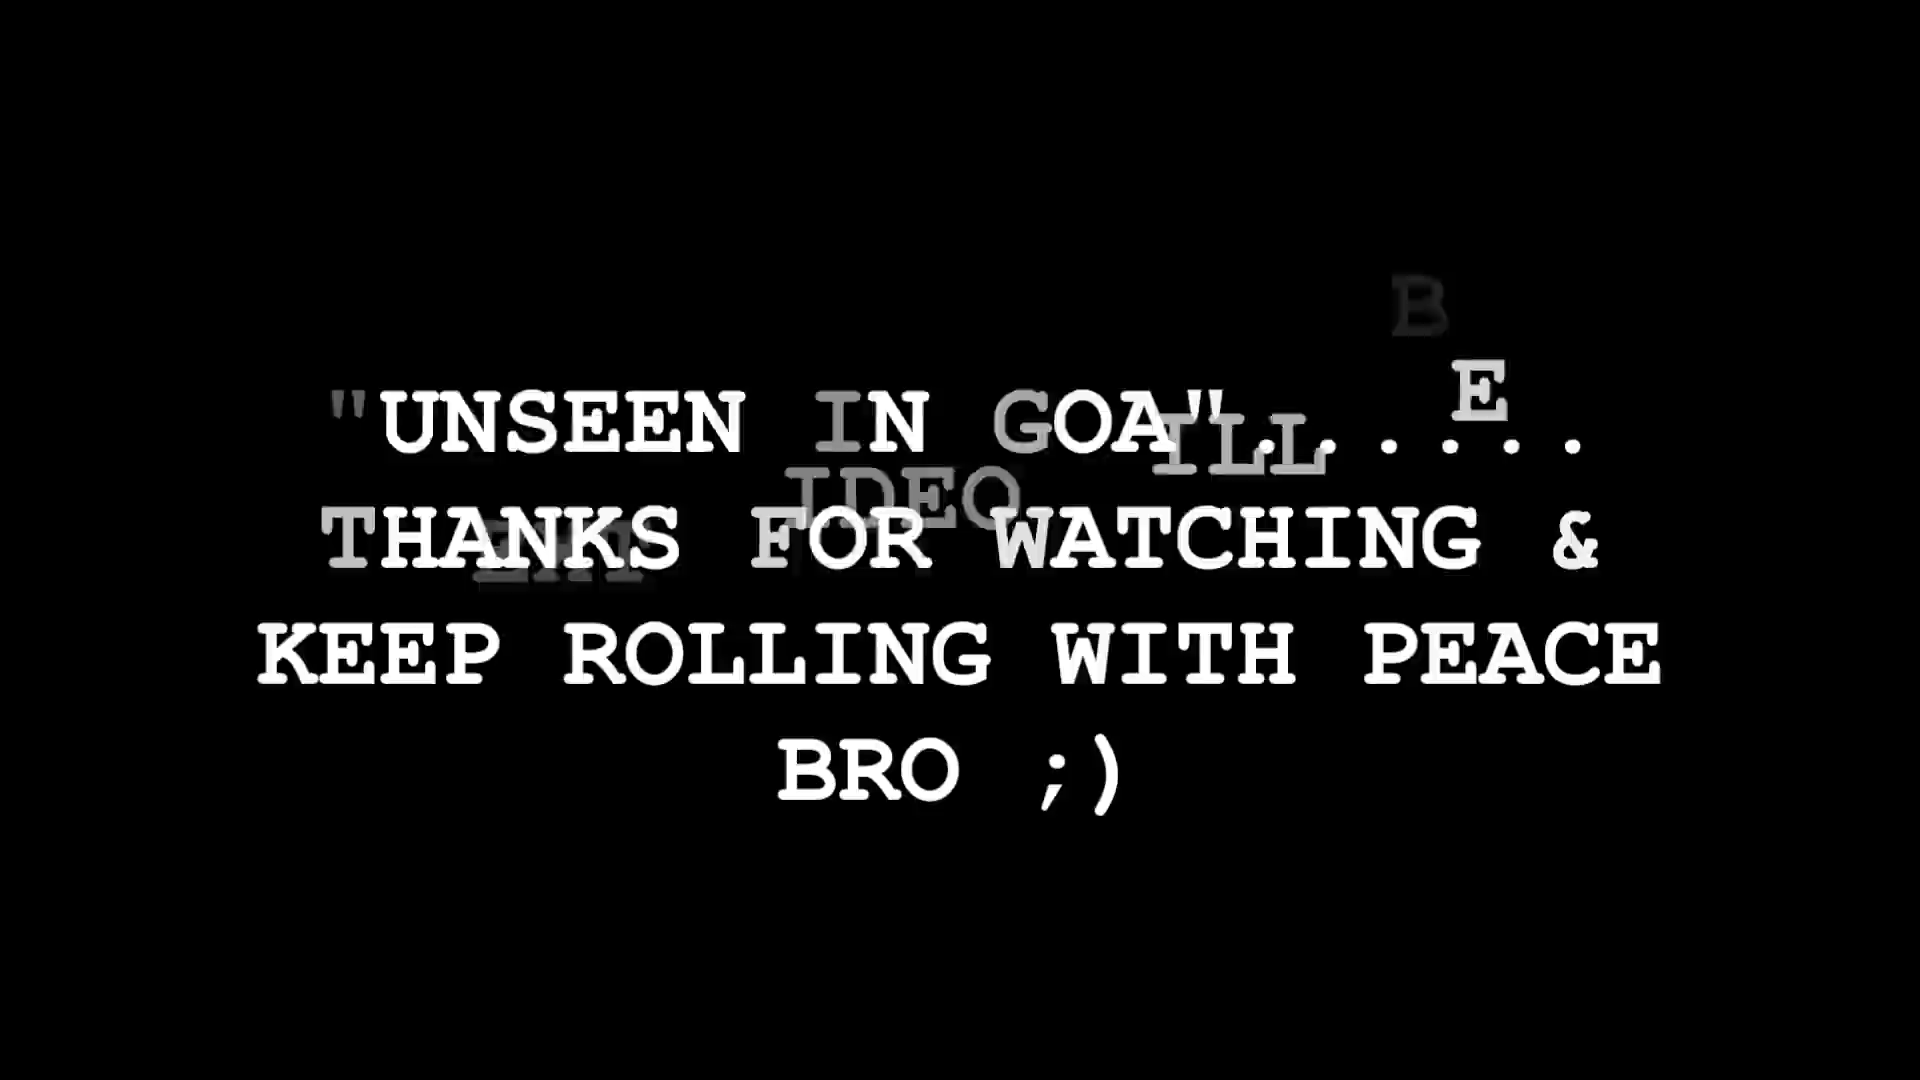 "UNSEEN IN GOA"......
THANKS FOR WATCHING &
KEEP ROLLING WITH PEACE
BRO ;)